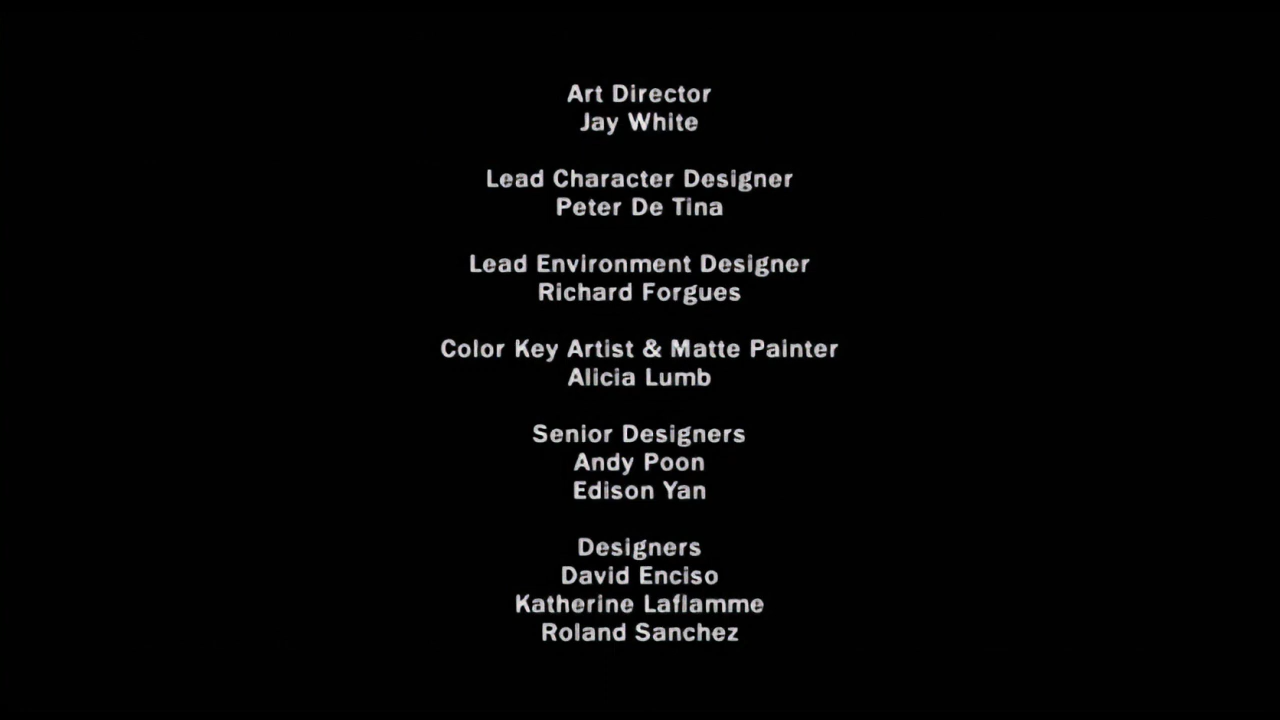 Art Director
Jay White
Lead Character Designer
Peter De Tina
Lead Environment Designer
Richard Forgues
Color Key Artist & Matte Painter
Alicia Lumb
Senior Designers
Andy Poon
Edison Yan
Designers
David Enciso
Katherine Laflamme
Roland Sanchez